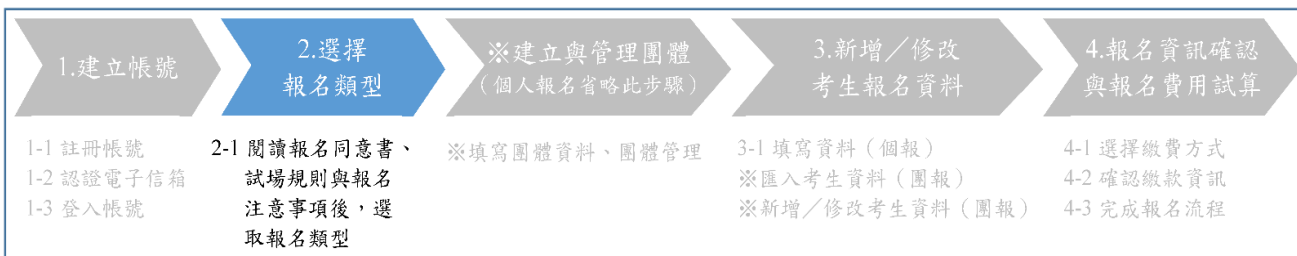 1.建立帳號
2.選擇
報名類型
※建立與管理團體
（個人報名省略此步驟）
3.新增／修改
考生報名資料
4.報名資訊確認
與報名費用試算
1-1 註冊帳號
1-2 認證電子信箱
1-3 登入帳號
2-1 閱讀報名同意書、
試場規則與報名
注意事項後，選
取報名類型
※填寫團體資料、團體管理
3-1 填寫資料（個報）
※匯入考生資料（團報）
※新增／修改考生資料（團報）
4-1 選擇繳費方式
4-2 確認繳款資訊
4-3 完成報名流程